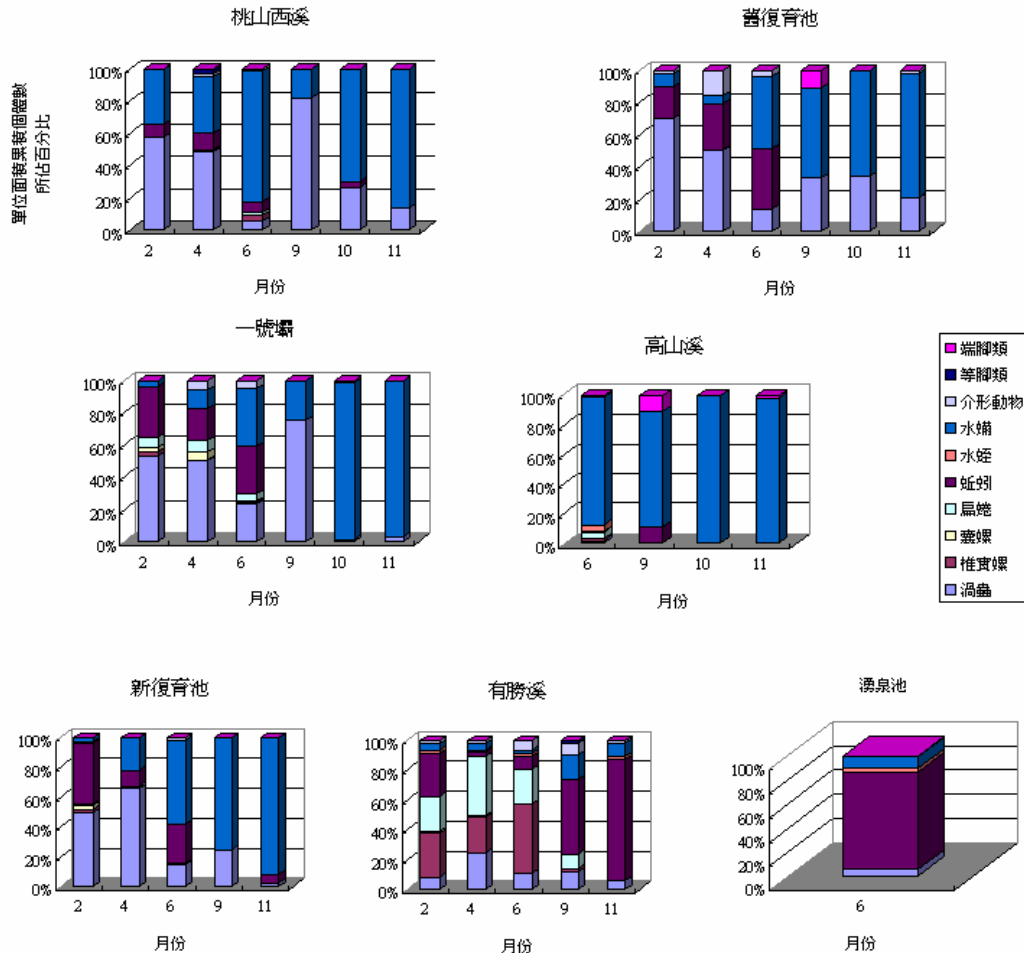 桃山西溪
單位面積累積個體數
所佔百分比
100%
80%
60%
40%
20%
0%
2 4 6 9 10 11
月份
舊復育池
100%
80%
60%
40%
20%
0%
2 4 6 9 10 11
月份
一號壩
100%
80%
60%
40%
20%
0%
2 4 6 9 10 11
月份
高山溪
100%
80%
60%
40%
20%
0%
6 9 10 11
月份
端腳類
等腳類
介形動物
水蟎
水蛭
蚯蚓
扁蜷
囊螺
椎實螺
渦蟲
新復育池
100%
80%
60%
40%
20%
0%
2 4 6 9 11
月份
有勝溪
100%
80%
60%
40%
20%
0%
2 4 6 9 11
月份
湧泉池
100%
80%
60%
40%
20%
0%
6
月份